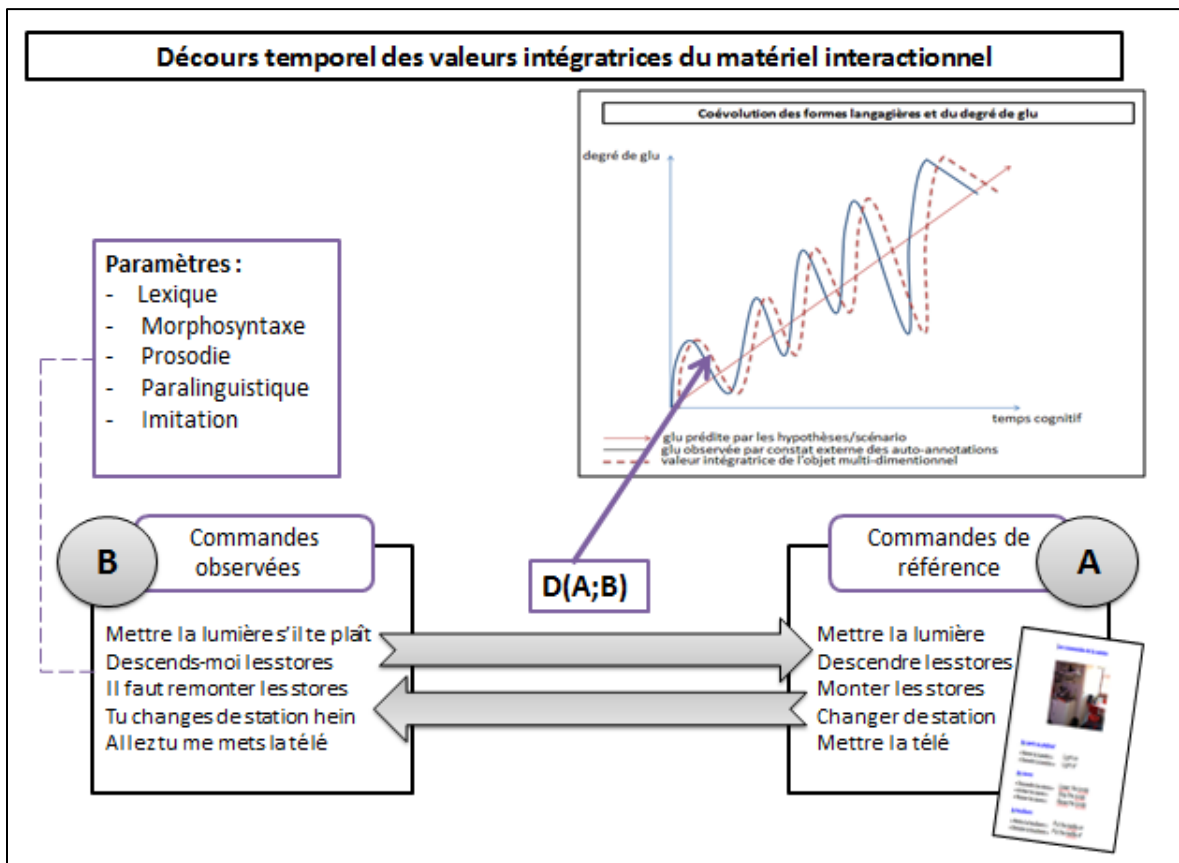 Décours temporel des valeurs intégratrices du matériel interactionnel
Coévolution des formes langagières et du degré de glu
degré de glu
temps cognitif
glu prédite par les hypothèses/scénario
glu observée par constat externe des auto-annotations
valeur intégratrice de l'objet multi-dimentionnel
Paramètres :
- Lexique
- Morphosyntaxe
- Prosodie
- Paralinguistique
- Imitation
B
Commandes
observées
D(A;B)
Commandes de
référence
A
Mettre la lumière s'il te plaît
Descends-moi les stores
Il faut remonter les stores
Tu changes de station hein
Allez tu me mets la télé
Mettre la lumière
Descendre les stores
Monter les stores
Changer de station
Mettre la télé